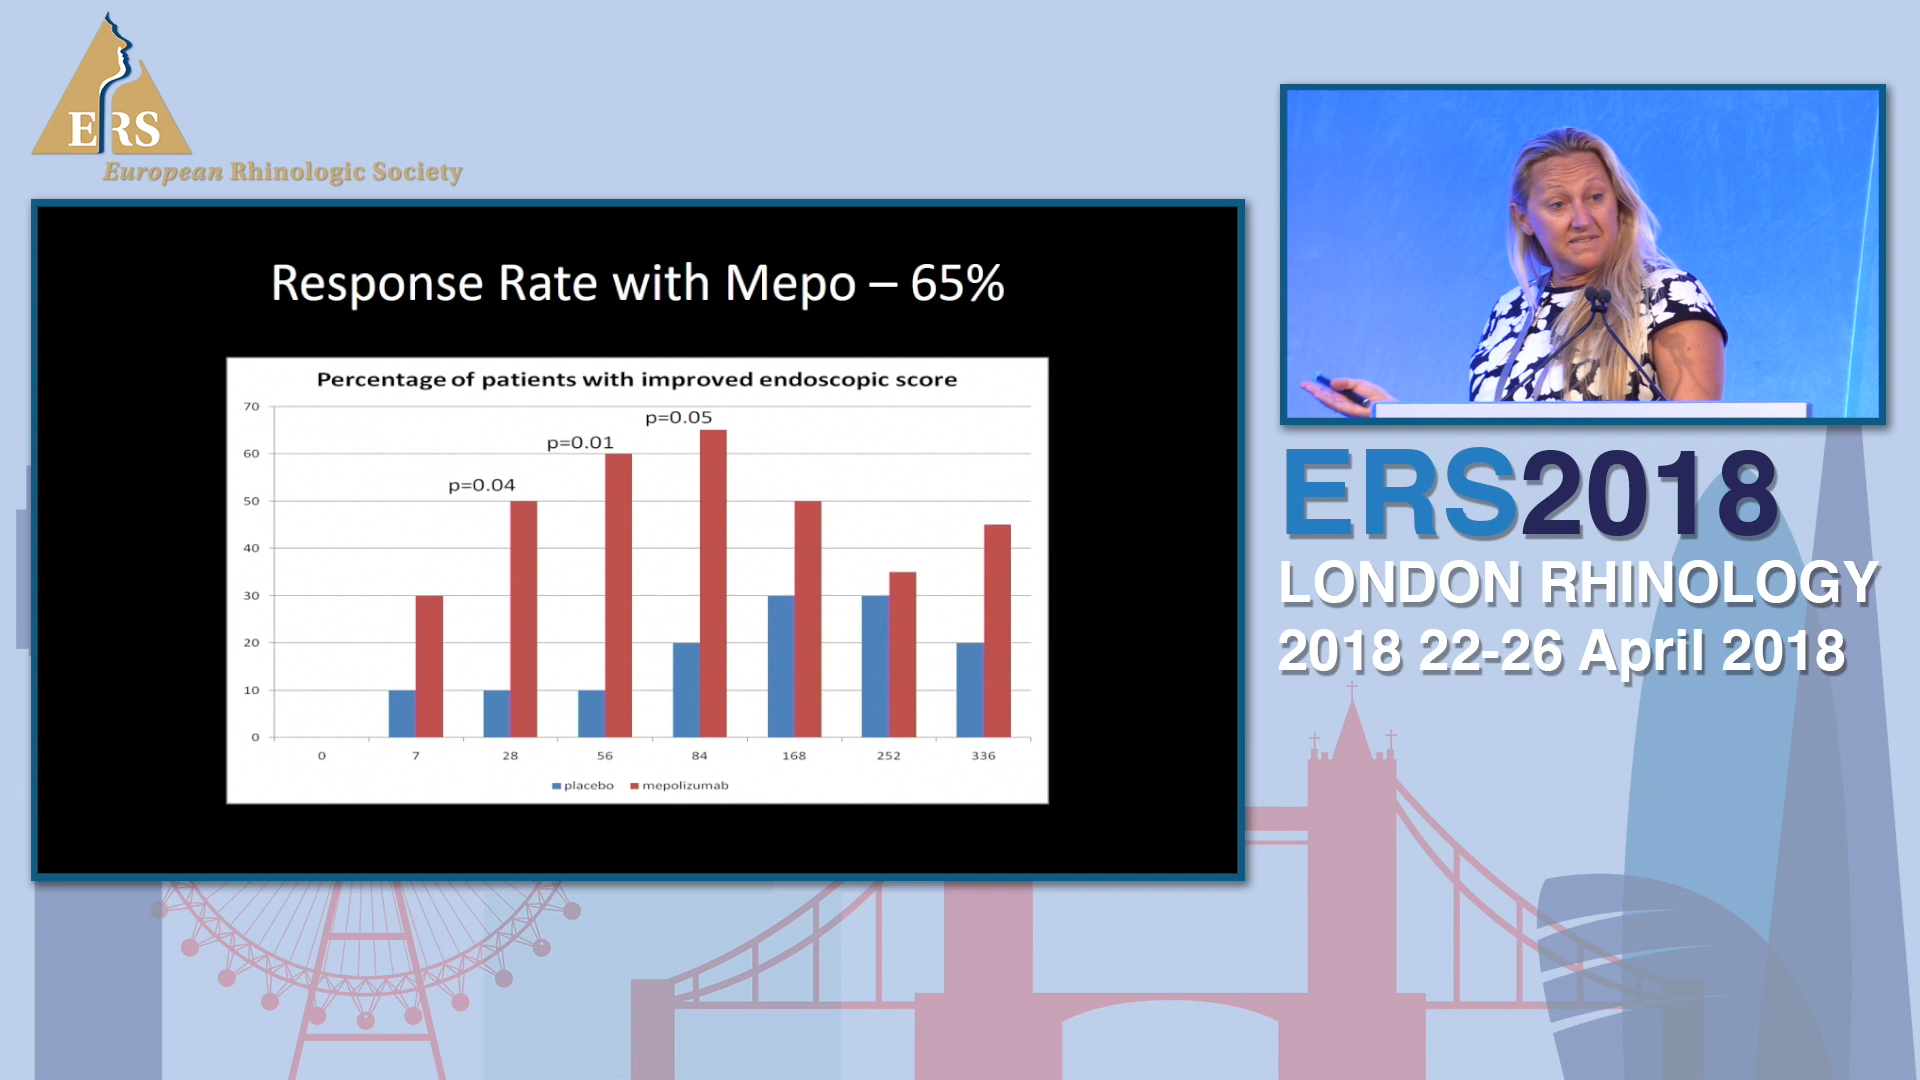 ERS
European Rhinologic Society
Response Rate with Mepo – 65%
Percentage of patients with improved endoscopic score
70
60
50
40
30
20
10
0
p=0.04
p=0.01
p=0.05
0 7 28 56 84 168 252 336
placebo mepolizumab
ERS2018
LONDON RHINOLOGY
2018 22-26 April 2018